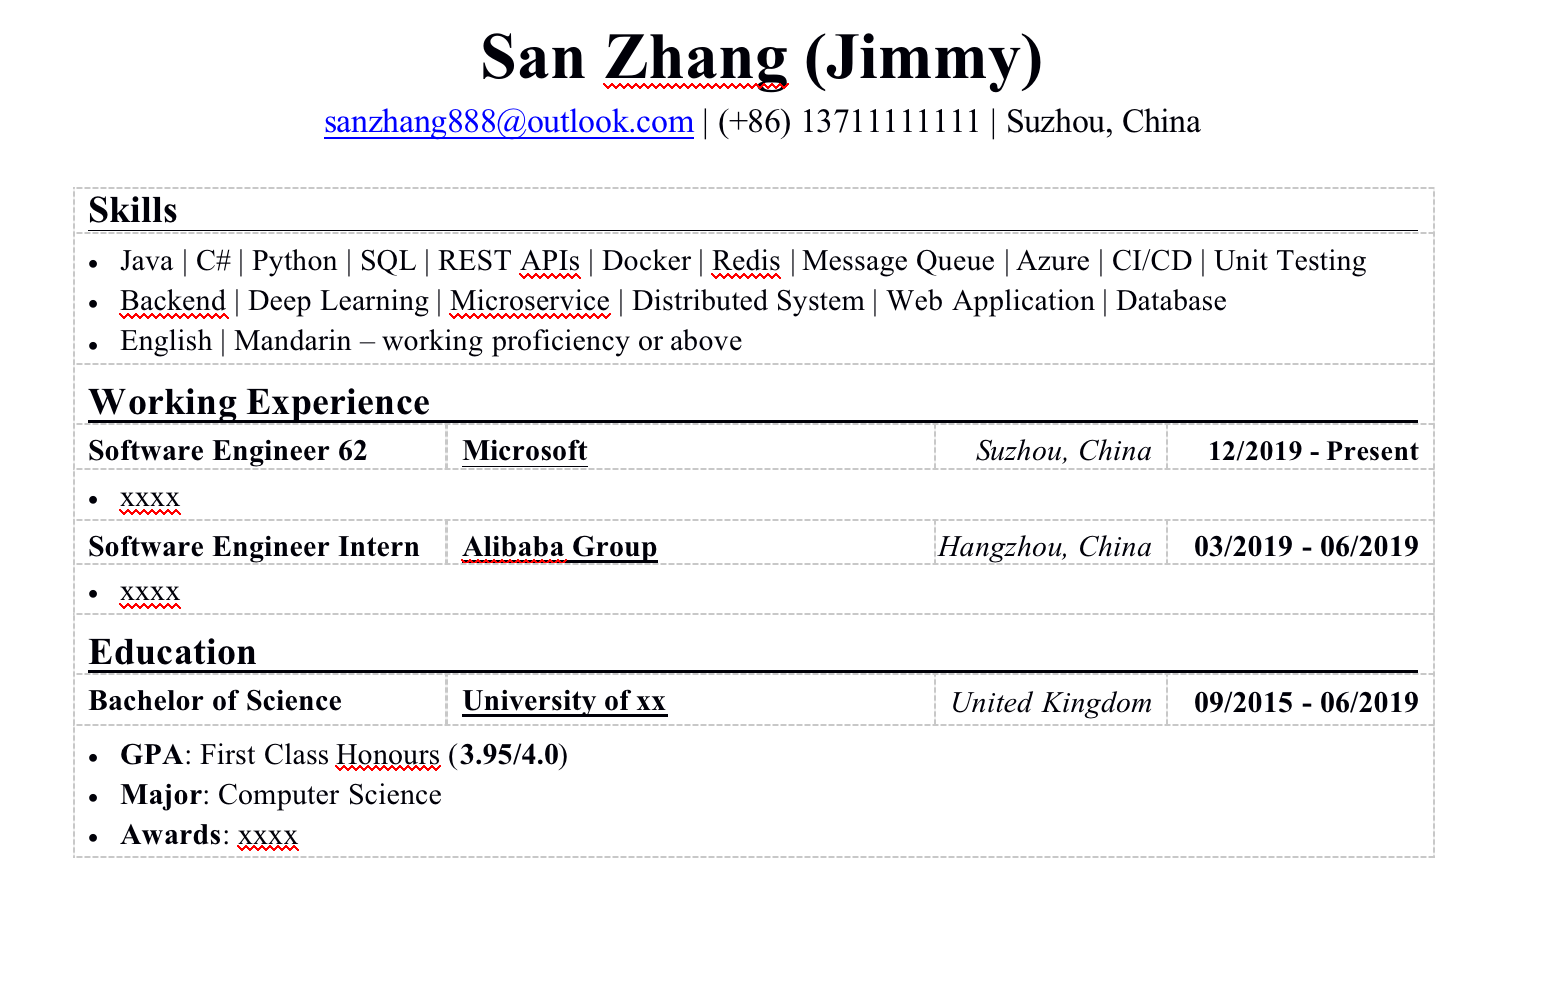 San Zhang (Jimmy)
sanzhang888@outlook.com | (+86) 13711111111 | Suzhou, China
Skills
• Java | C# | Python | SQL | REST APIs | Docker | Redis | Message Queue | Azure | CI/CD | Unit Testing
• Backend | Deep Learning | Microservice | Distributed System | Web Application | Database
• English | Mandarin – working proficiency or above
Working Experience
Software Engineer 62 Microsoft Suzhou, China 12/2019 - Present
• xxxx
Software Engineer Intern Alibaba Group Hangzhou, China 03/2019 - 06/2019
• xxxx
Education
Bachelor of Science University of xx United Kingdom 09/2015 - 06/2019
• GPA: First Class Honours (3.95/4.0)
• Major: Computer Science
• Awards: xxxx